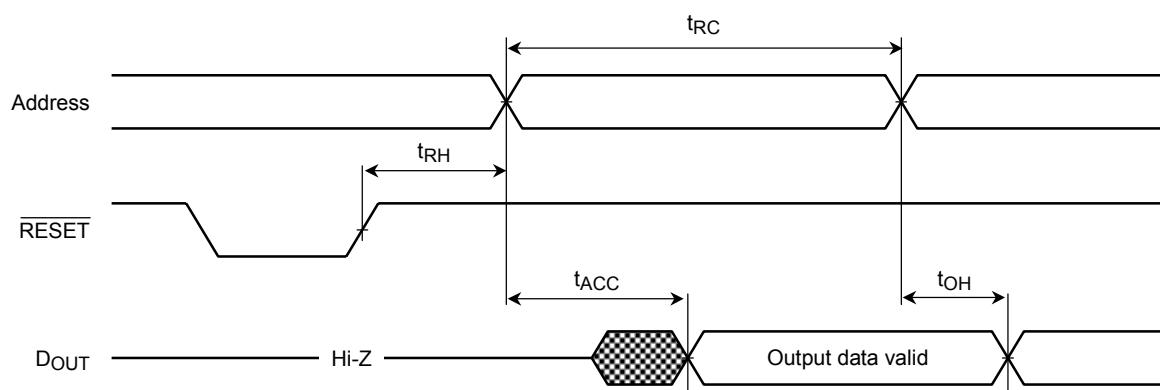 tRC
Address
tRH
RESET
tACC
tOH
DOUT
Hi-Z
Output data valid